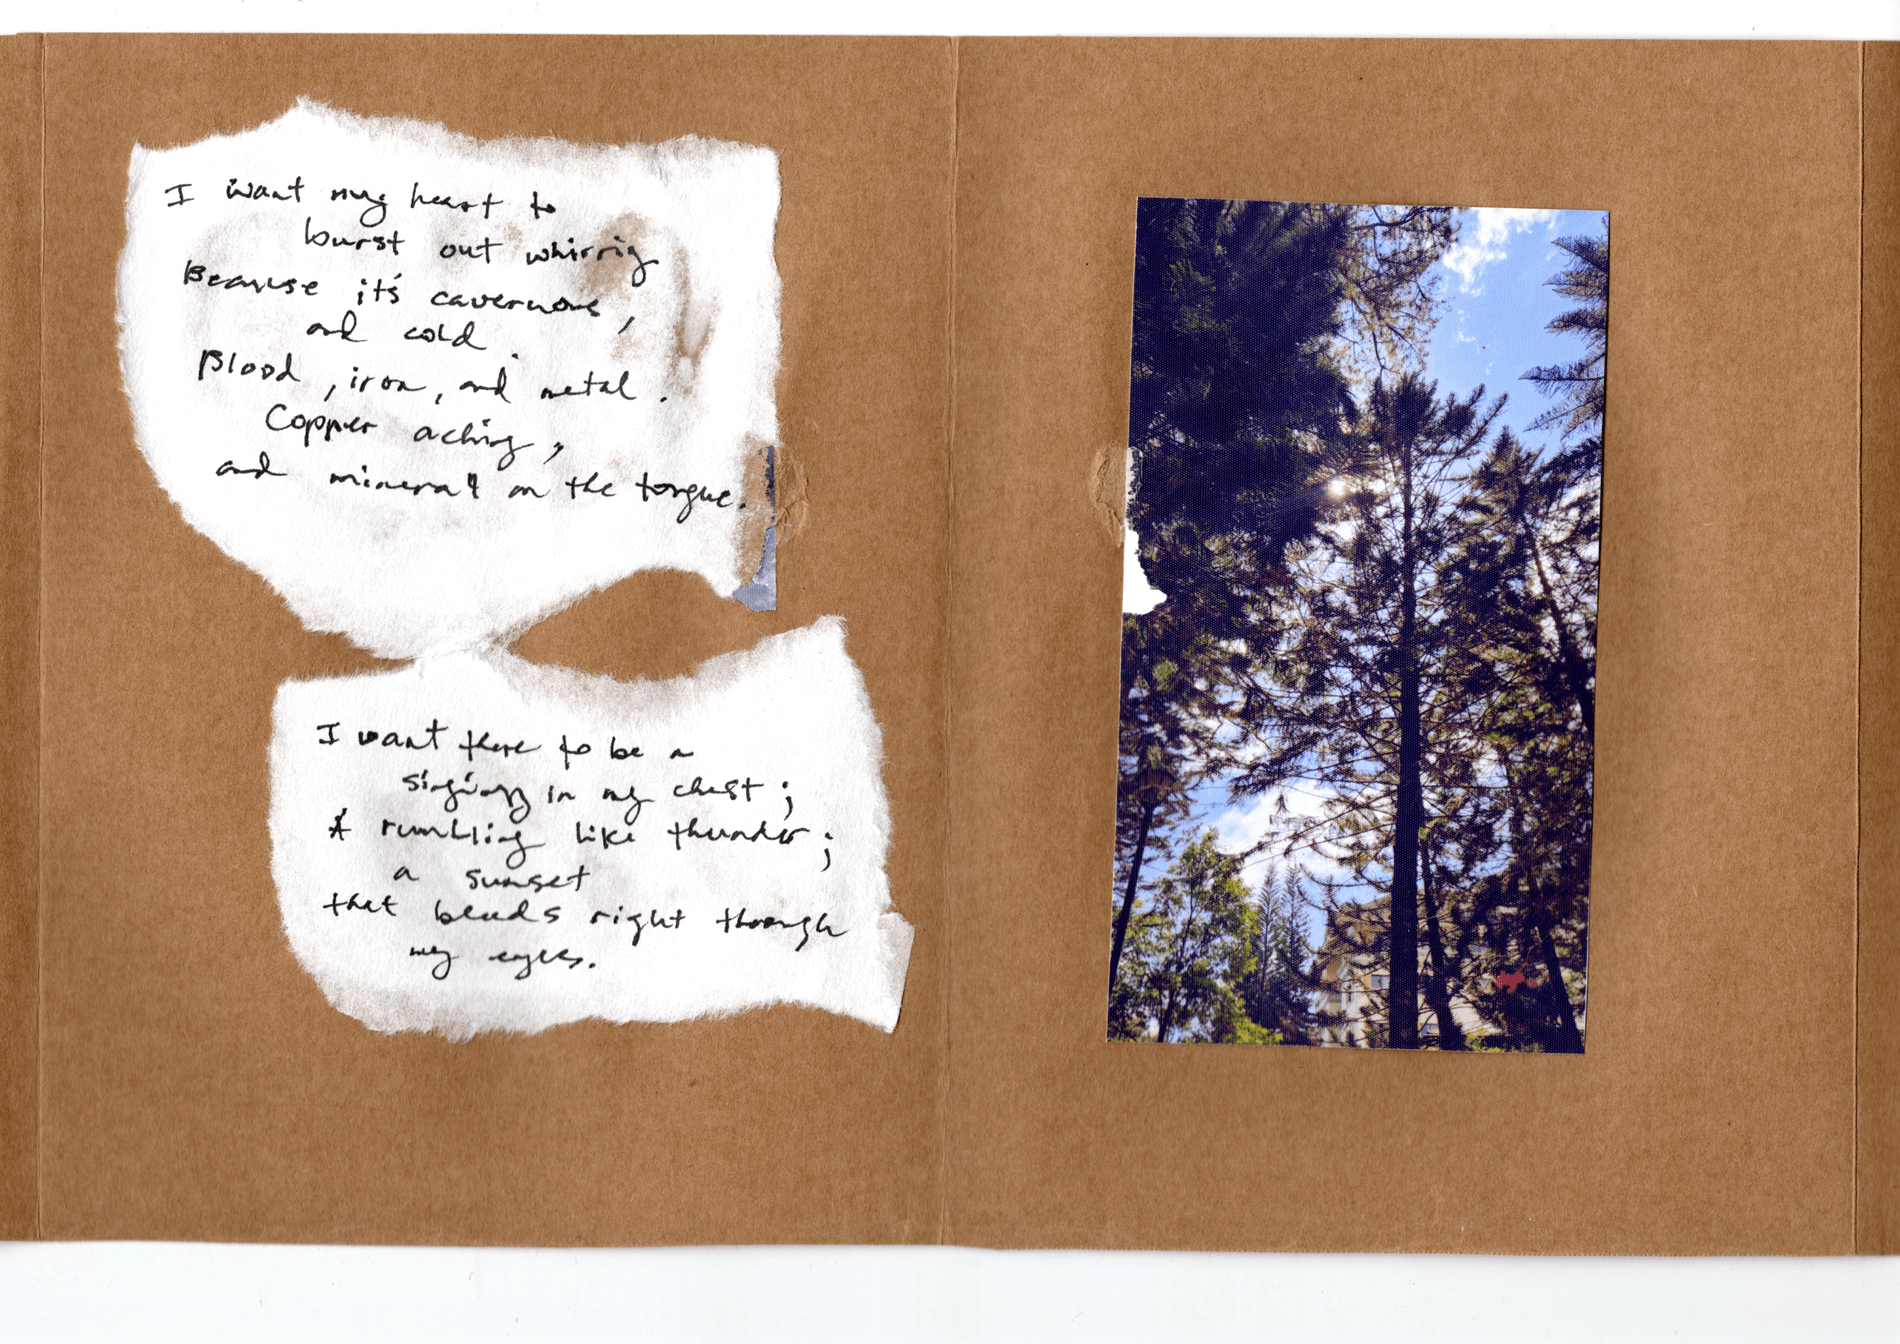 I want my heart to
burst out whirrig
Because it's cavernous,
and cold.
Blood, iron, and metal.
Copper aching,
and mineral on the tongue.
I want there to be a
singing in my chest;
A rumbling like thunder;
a sunset
that bleeds right through
my eyes.